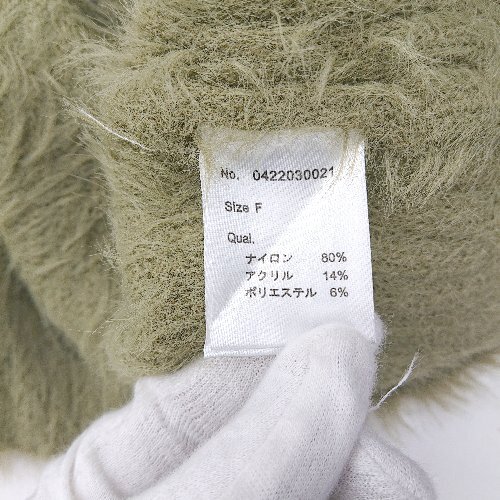 No. 0422030021
Size F
Qual.
ナイロン 80%
アクリル 14%
ポリエステル 6%